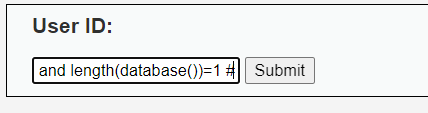 User ID:
and length(database())=1 # Submit